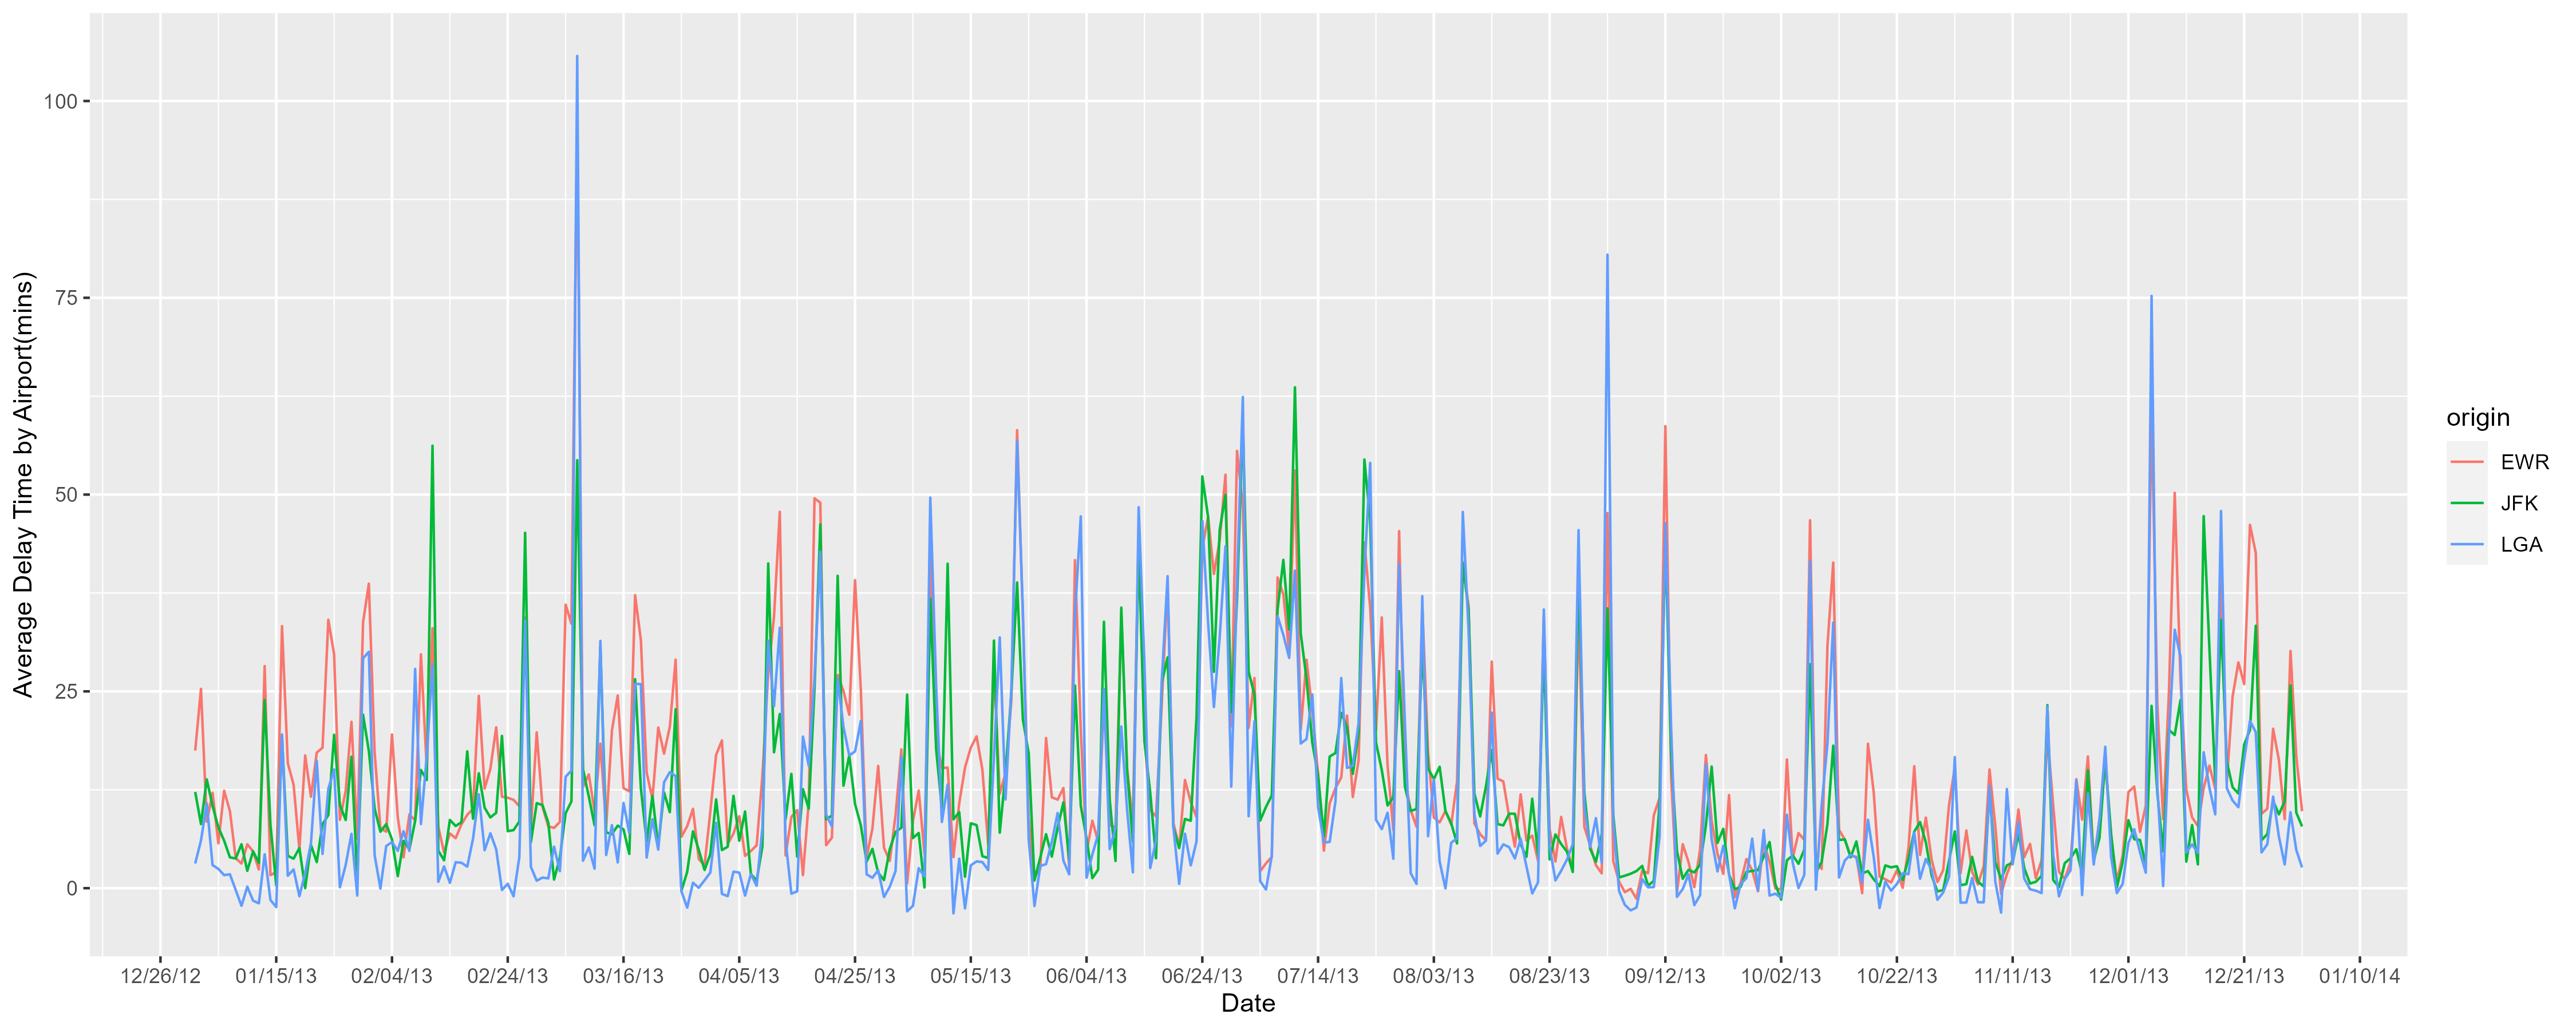 Average Delay Time by Airport(mins)
100
75
50
25
0
12/26/12 01/15/13 02/04/13 02/24/13 03/16/13 04/05/13 04/25/13 05/15/13 06/04/13 06/24/13 07/14/13 08/03/13 08/23/13 09/12/13 10/02/13 10/22/13 11/11/13 12/01/13 12/21/13 01/10/14
Date
origin
EWR
JFK
LGA